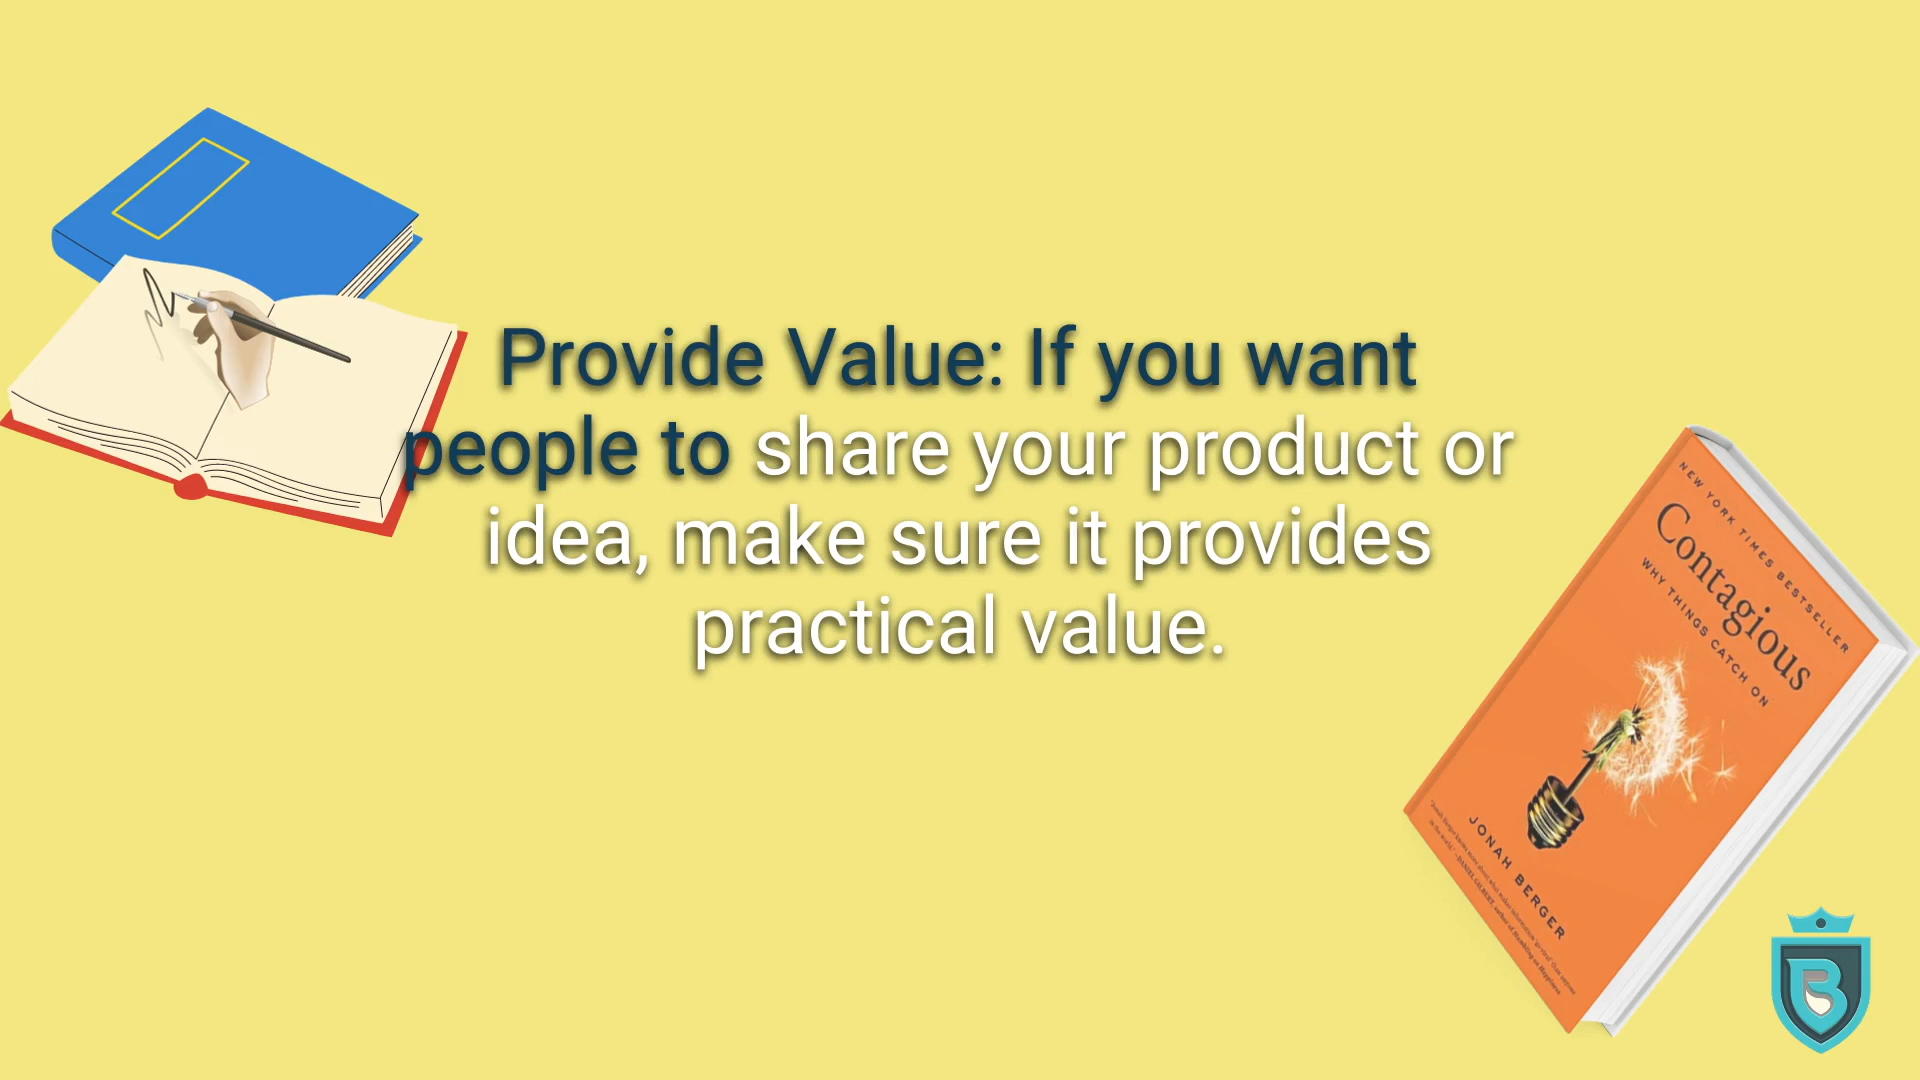 Provide Value: If you want
people to share your product or
idea, make sure it provides
practical value.
NEW YORK TIMES BESTSELLER
Contagious
WHY THINGS CATCH ON
JONAH BERGER
B